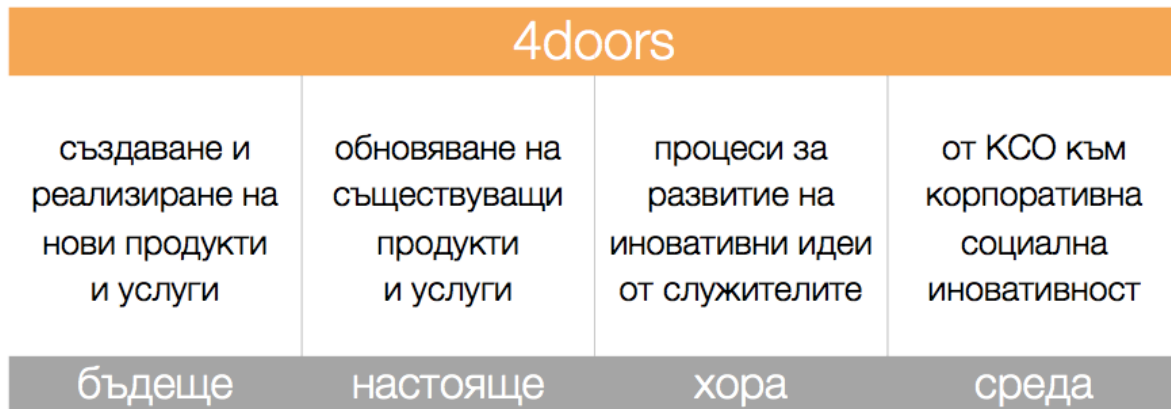 4doors
създаване и
реализиране на
нови продукти
и услуги
обновяване на
съществуващи
продукти
и услуги
процеси за
развитие на
иновативни идеи
от служителите
от КСО към
корпоративна
социална
иновативност
бъдеще
настояще
хора
среда